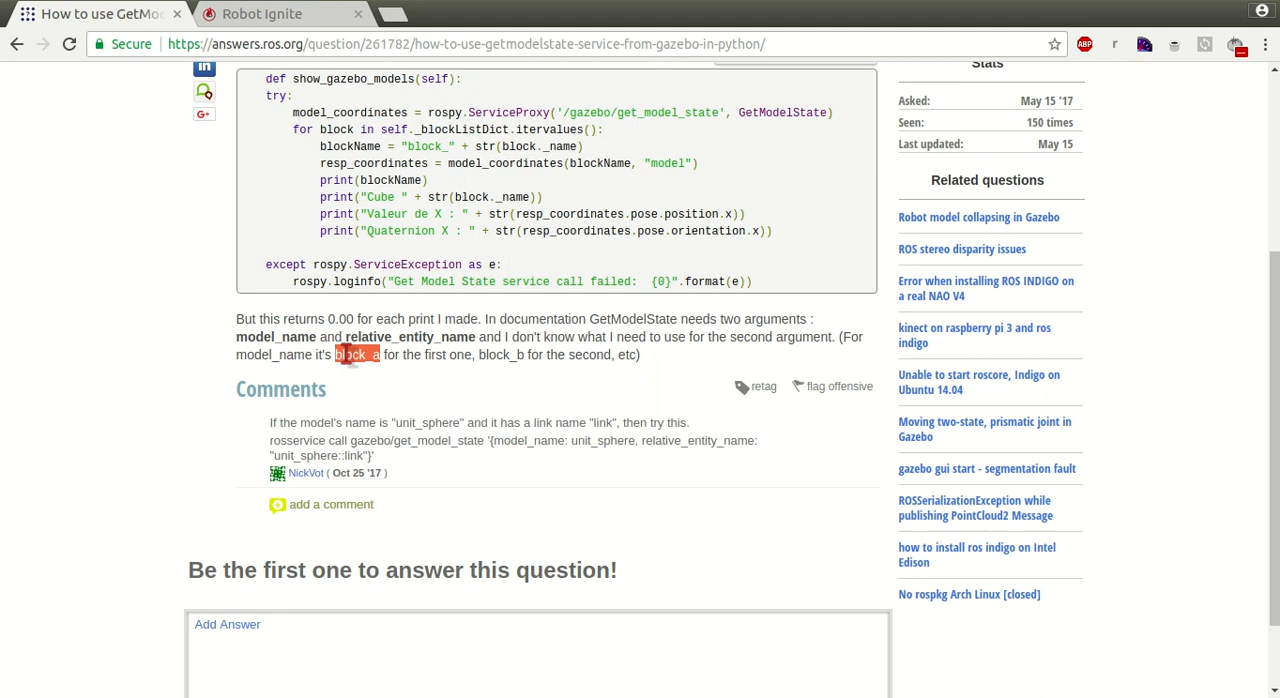 How to use GetMod
Robot Ignite
Secure
https://answers.ros.org/question/261782/how-to-use-getmodelstate-service-from-gazebo-in-python/
ABP
r
in
G+
def show_gazebo_models(self):
try:
model_coordinates = rospy.ServiceProxy('/gazebo/get_model_state', GetModelState)
for block in self._blockListDict.itervalues():
blockName = "block_" + str(block._name)
resp_coordinates = model_coordinates(blockName, "model")
print(blockName)
print("Cube " + str(block._name))
print("Valeur de X : " + str(resp_coordinates.pose.position.x))
print("Quaternion X : " + str(resp_coordinates.pose.orientation.x))
except rospy.ServiceException as e:
rospy.loginfo("Get Model State service call failed:  {0}".format(e))
But this returns 0.00 for each print I made. In documentation GetModelState needs two arguments :
model_name and relative_entity_name and I don't know what I need to use for the second argument. (For
model_name it's block_a for the first one, block_b for the second, etc)
Comments
retag
flag offensive
If the model's name is "unit_sphere" and it has a link name "link", then try this.
rosservice call gazebo/get_model_state '{model_name: unit_sphere, relative_entity_name:
"unit_sphere::link"}'
NickVot ( Oct 25 '17 )
add a comment
Be the first one to answer this question!
Add Answer
Stats
Asked: May 15 '17
Seen: 150 times
Last updated: May 15
Related questions
Robot model collapsing in Gazebo
ROS stereo disparity issues
Error when installing ROS INDIGO on
a real NAO V4
kinect on raspberry pi 3 and ros
indigo
Unable to start roscore, Indigo on
Ubuntu 14.04
Moving two-state, prismatic joint in
Gazebo
gazebo gui start - segmentation fault
ROSSerializationException while
publishing PointCloud2 Message
how to install ros indigo on Intel
Edison
No rospkg Arch Linux [closed]